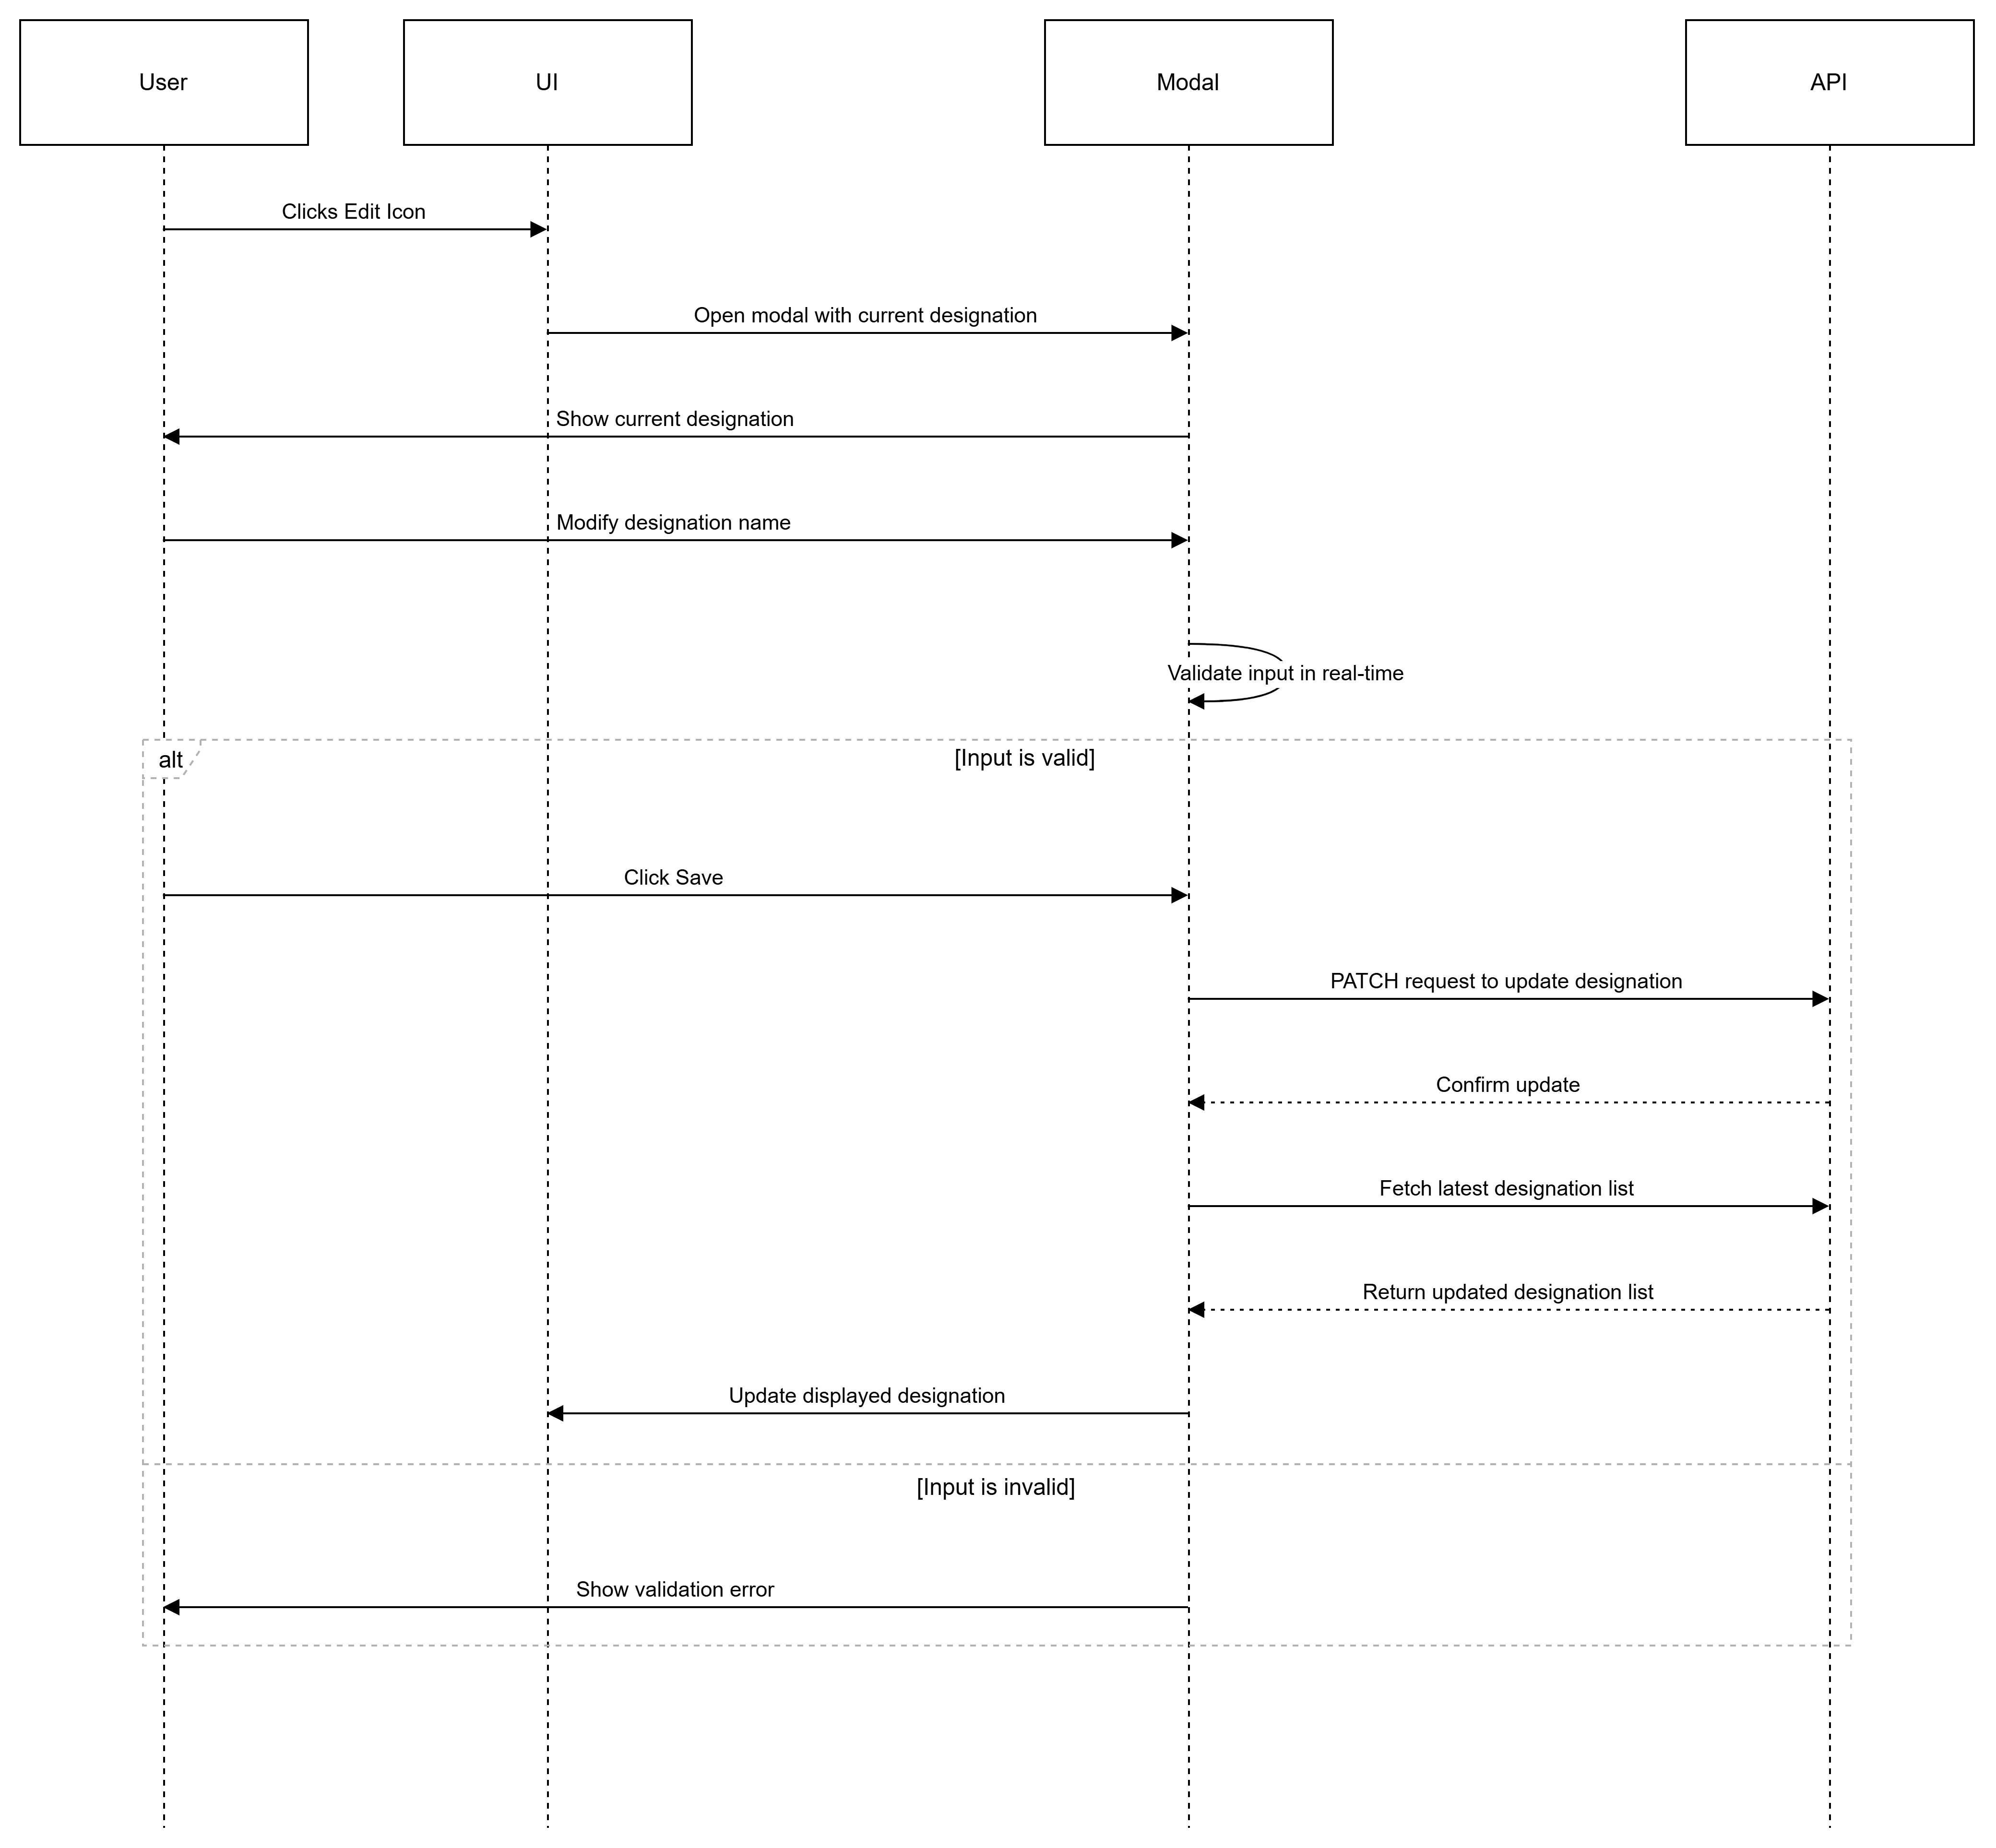 User
UI
Modal
API
Clicks Edit Icon
Open modal with current designation
Show current designation
Modify designation name
Validate input in real-time
alt
[Input is valid]
Click Save
PATCH request to update designation
Confirm update
Fetch latest designation list
Return updated designation list
Update displayed designation
[Input is invalid]
Show validation error